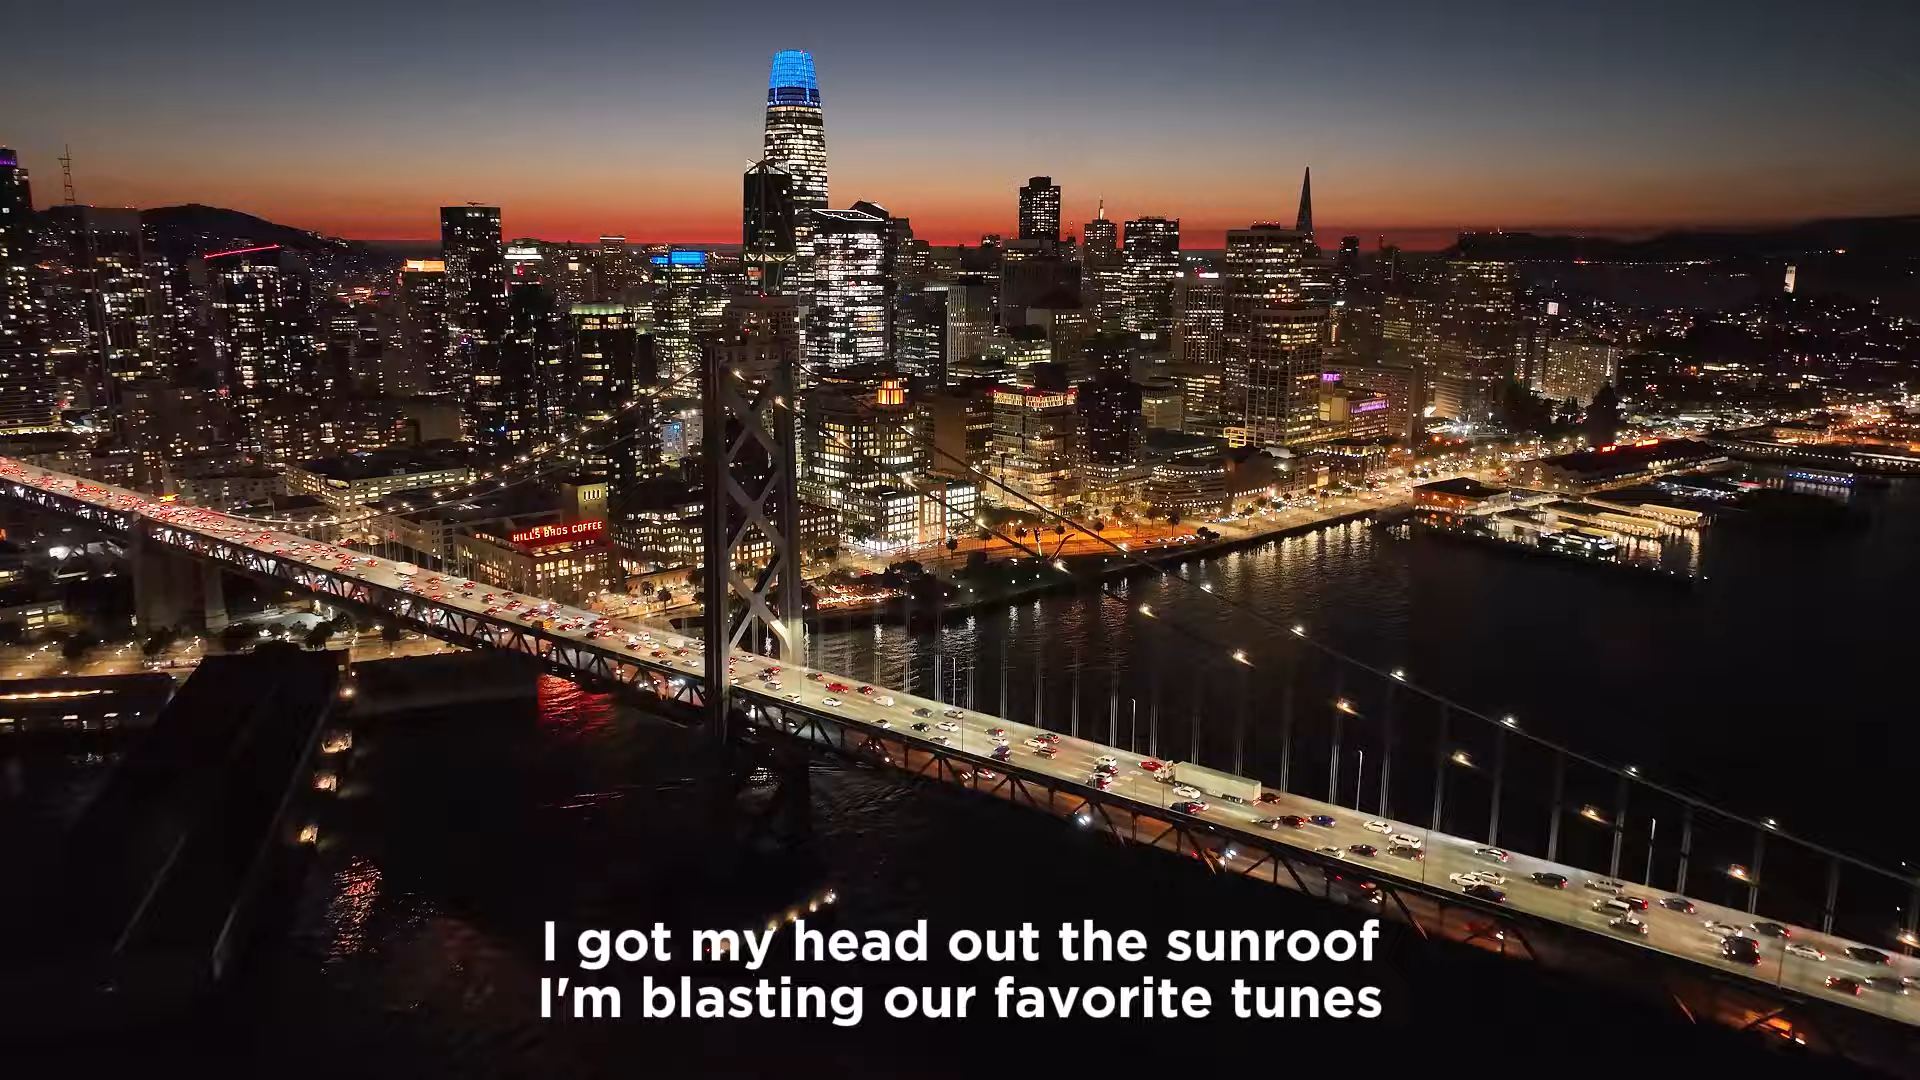 HILLS BROS COFFEE
I got my head out the sunroof
I'm blasting our favorite tunes